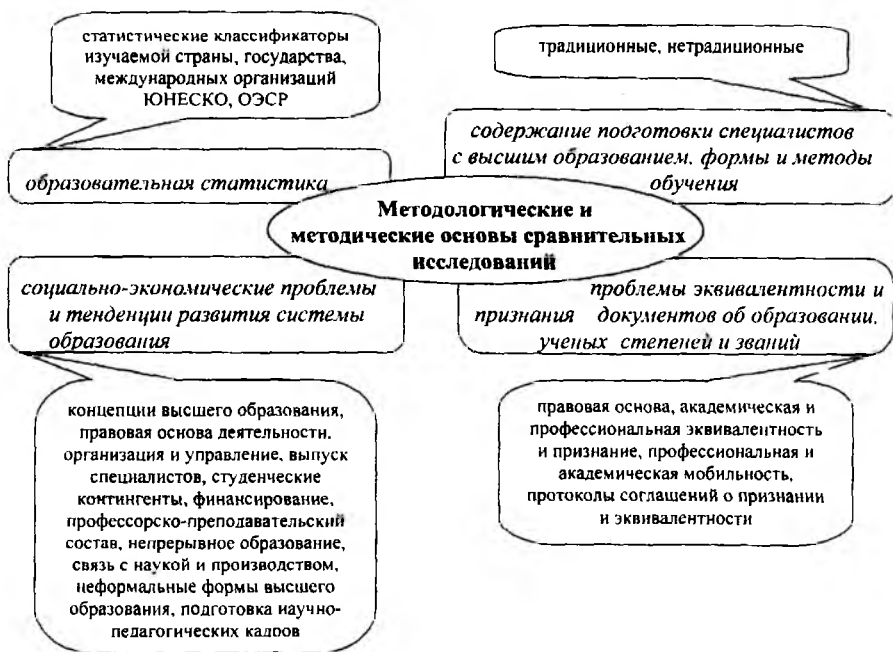 статистические классификаторы
изучаемой страны, государства,
международных организаций
ЮНЕСКО, ОЭСР
традиционные, нетрадиционные
образовательная статистика
содержание подготовки специалистов
с высшим образованием, формы и методы
обучения
Методологические и
методические основы сравнительных
исследований
социально-экономические проблемы
и тенденции развития системы
образования
проблемы эквивалентности и
признания документов об образовании,
ученых степеней и званий
концепции высшего образования,
правовая основа деятельности,
организация и управление, выпуск
специалистов, студенческие
контингенты, финансирование,
профессорско-преподавательский
состав, непрерывное образование,
связь с наукой и производством,
неформальные формы высшего
образования, подготовка научно-
педагогических кадров
правовая основа, академическая и
профессиональная эквивалентность
и признание, профессиональная и
академическая мобильность,
протоколы соглашений о признании
и эквивалентности